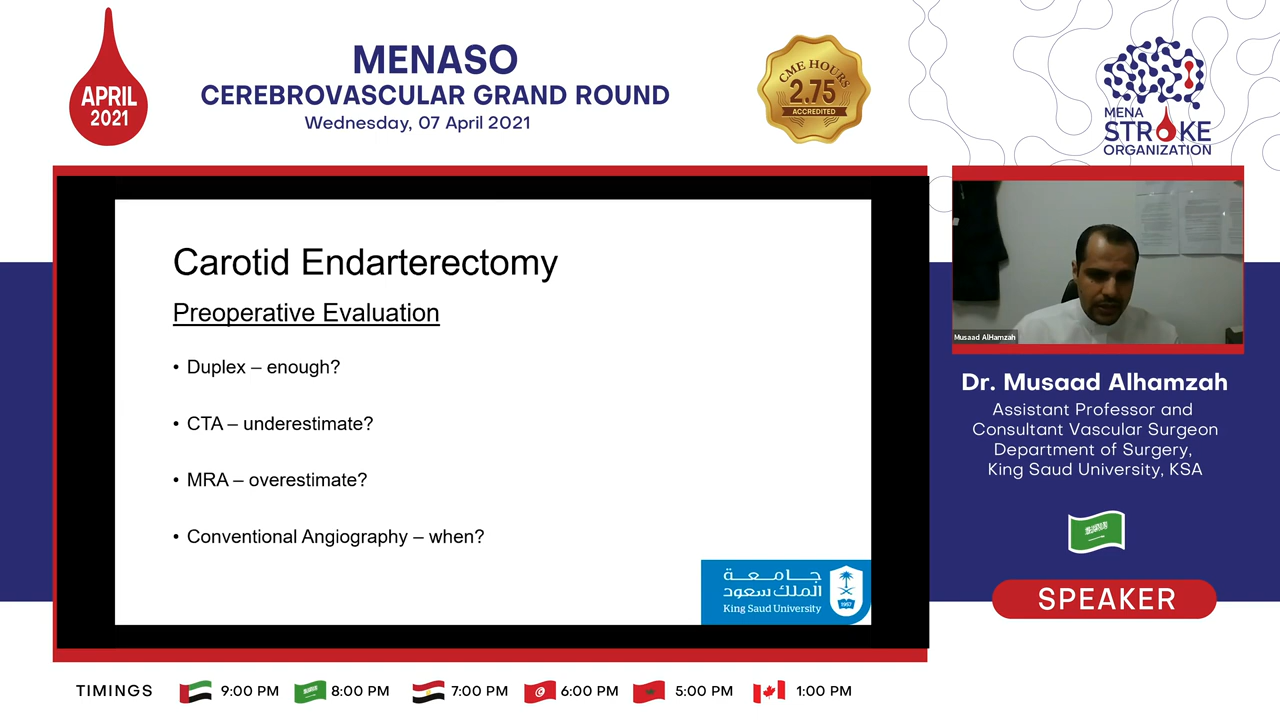 APRIL
2021
MENASO
CEREBROVASCULAR GRAND ROUND
Wednesday, 07 April 2021
CME HOURS
2.75
ACCREDITED
MENA
STROKE
ORGANIZATION
Carotid Endarterectomy
Preoperative Evaluation
• Duplex – enough?
• CTA – underestimate?
• MRA – overestimate?
• Conventional Angiography – when?
جامعة
الملك سعود
King Saud University
1957
Musaad AlHamzah
Dr. Musaad Alhamzah
Assistant Professor and
Consultant Vascular Surgeon
Department of Surgery,
King Saud University, KSA
SPEAKER
TIMINGS 9:00 PM 8:00 PM 7:00 PM 6:00 PM 5:00 PM 1:00 PM